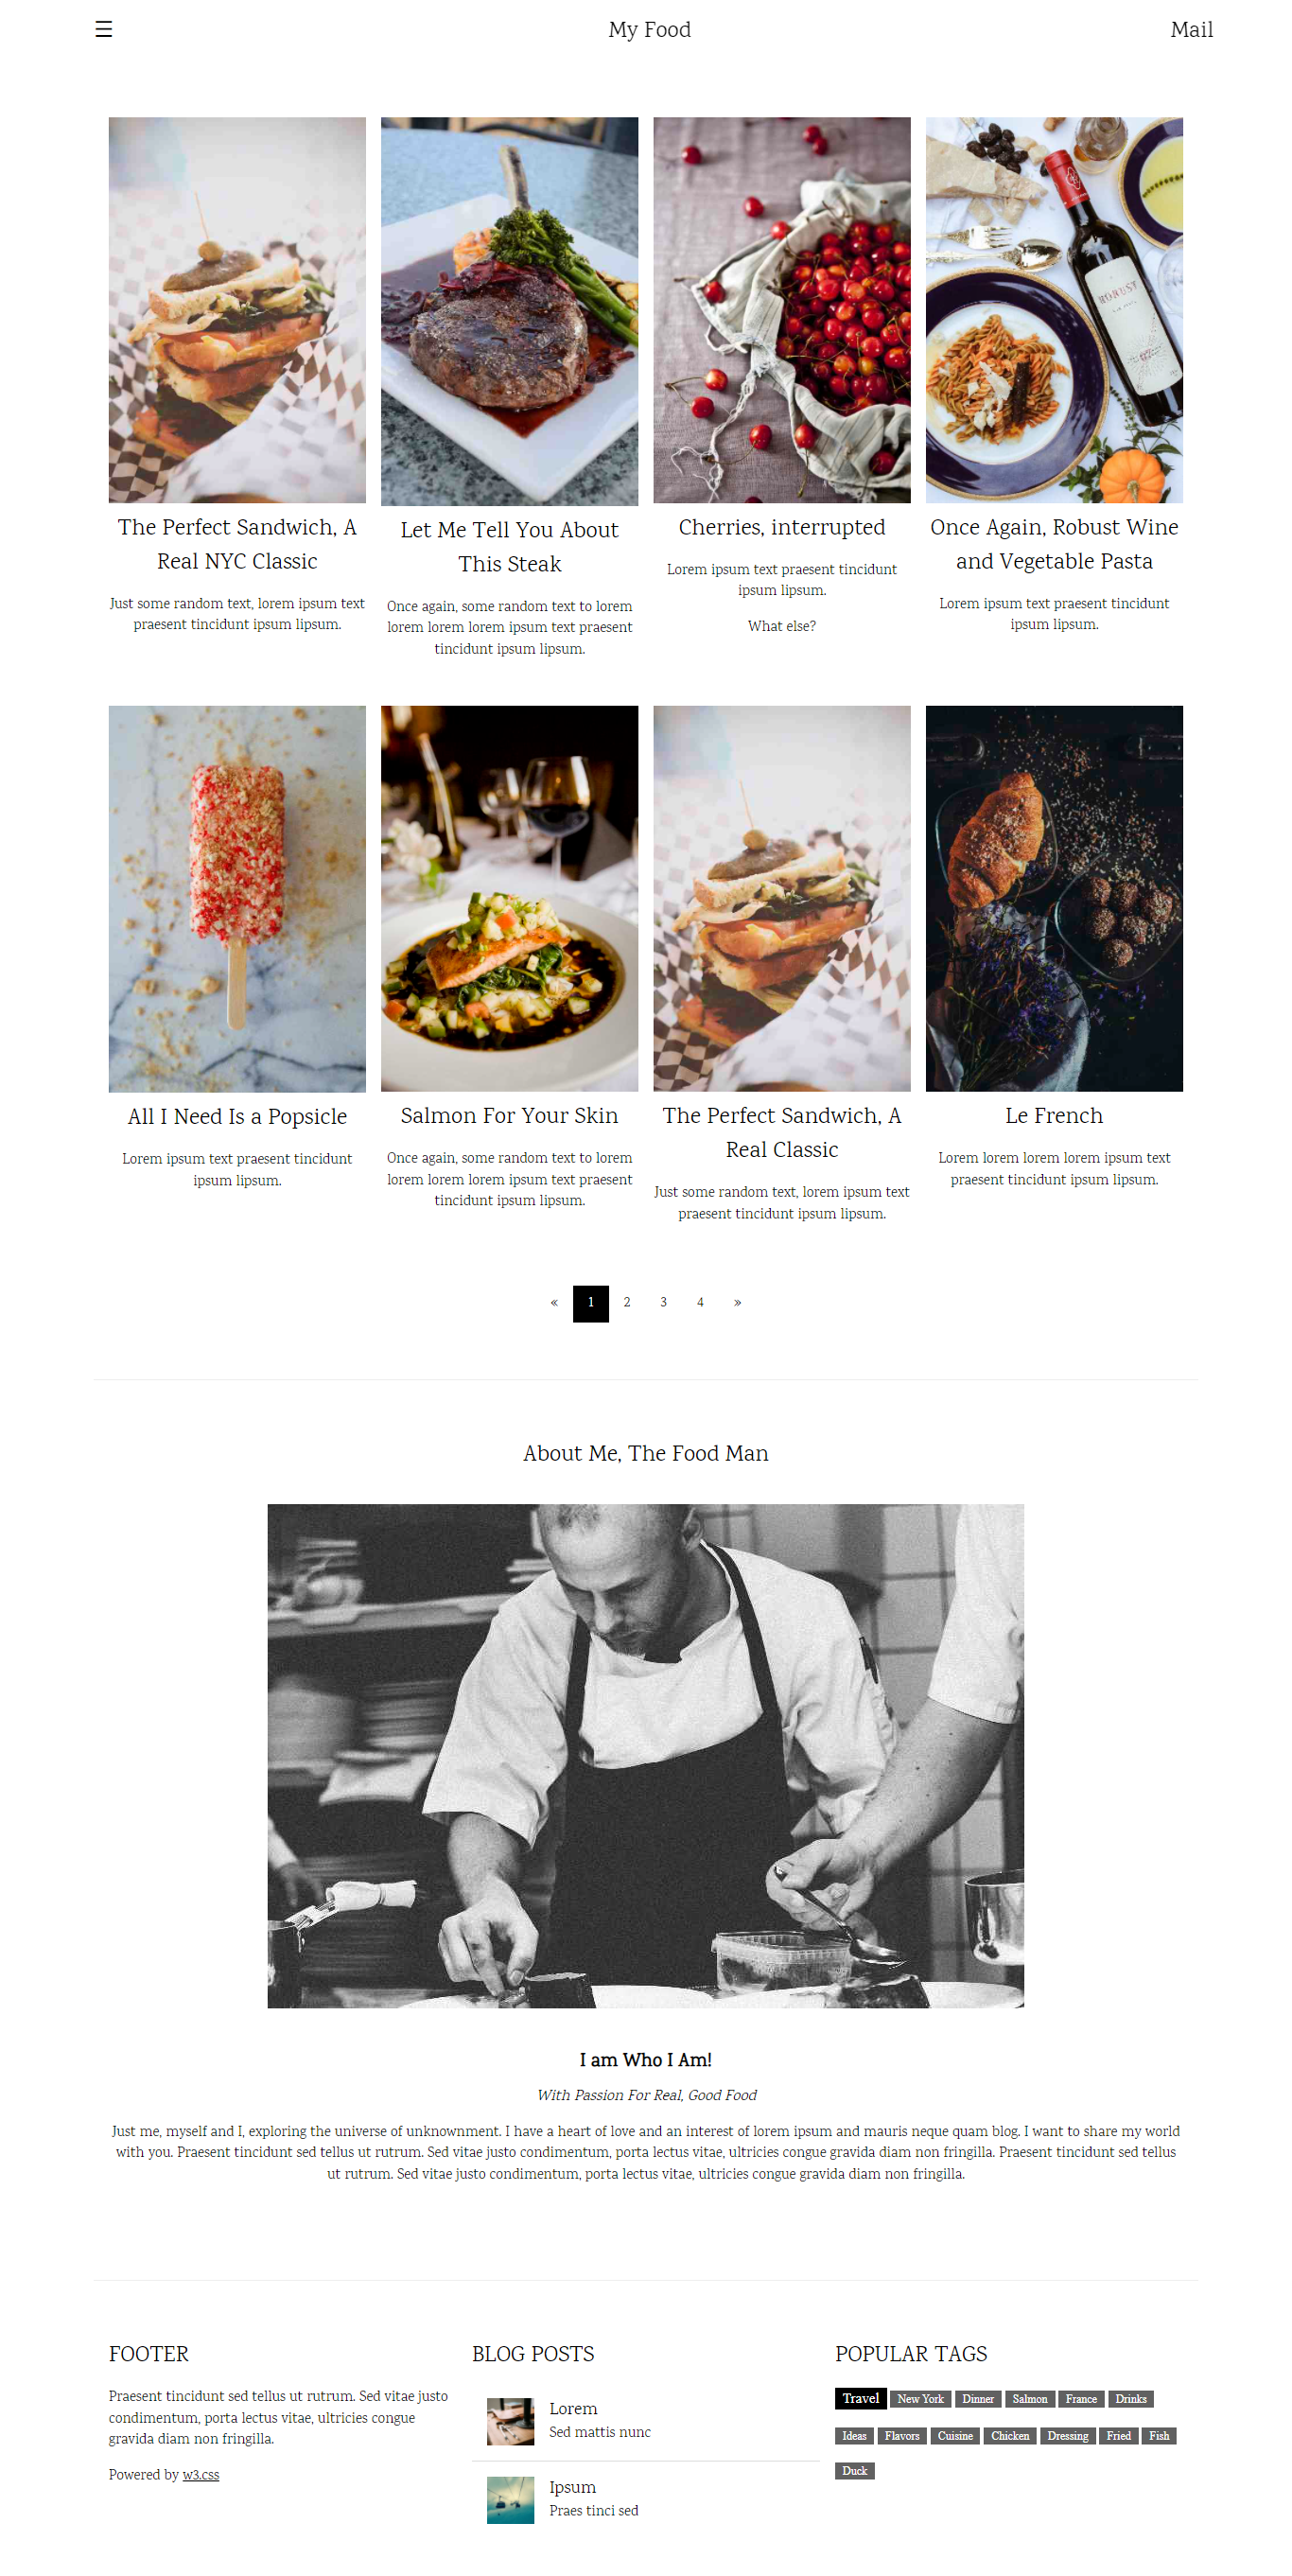 ☰ My Food Mail
The Perfect Sandwich, A
Real NYC Classic
Just some random text, lorem ipsum text
praesent tincidunt ipsum lipsum.
Let Me Tell You About
This Steak
Once again, some random text to lorem
lorem lorem lorem ipsum text praesent
tincidunt ipsum lipsum.
Cherries, interrupted
Lorem ipsum text praesent tincidunt
ipsum lipsum.
What else?
ROBUST
Once Again, Robust Wine
and Vegetable Pasta
Lorem ipsum text praesent tincidunt
ipsum lipsum.
All I Need Is a Popsicle
Lorem ipsum text praesent tincidunt
ipsum lipsum.
Salmon For Your Skin
Once again, some random text to lorem
lorem lorem lorem ipsum text praesent
tincidunt ipsum lipsum.
The Perfect Sandwich, A
Real Classic
Just some random text, lorem ipsum text
praesent tincidunt ipsum lipsum.
Le French
Lorem lorem lorem lorem ipsum text
praesent tincidunt ipsum lipsum.
« 1 2 3 4 »
About Me, The Food Man
I am Who I Am!
With Passion For Real, Good Food
Just me, myself and I, exploring the universe of unknownment. I have a heart of love and an interest of lorem ipsum and mauris neque quam blog. I want to share my world
with you. Praesent tincidunt sed tellus ut rutrum. Sed vitae justo condimentum, porta lectus vitae, ultricies congue gravida diam non fringilla. Praesent tincidunt sed tellus
ut rutrum. Sed vitae justo condimentum, porta lectus vitae, ultricies congue gravida diam non fringilla.
FOOTER
Praesent tincidunt sed tellus ut rutrum. Sed vitae justo
condimentum, porta lectus vitae, ultricies congue
gravida diam non fringilla.
Powered by w3.css
BLOG POSTS
Lorem
Sed mattis nunc
Ipsum
Praes tinci sed
POPULAR TAGS
Travel New York Dinner Salmon France Drinks
Ideas Flavors Cuisine Chicken Dressing Fried Fish
Duck